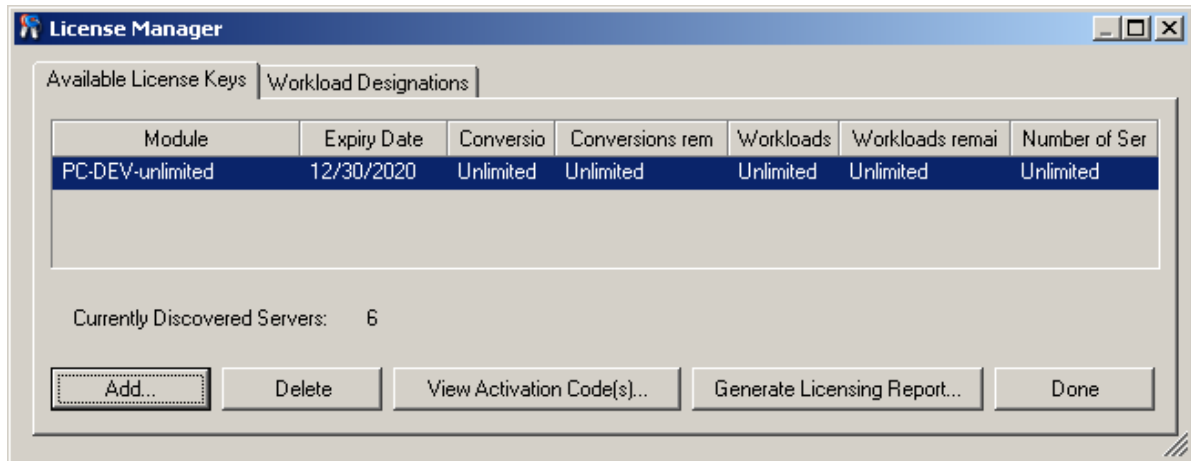 License Manager
Available License Keys Workload Designations
Module Expiry Date Conversio Conversions rem Workloads Workloads remai Number of Ser
PC-DEV-unlimited 12/30/2020 Unlimited Unlimited Unlimited Unlimited Unlimited
Currently Discovered Servers: 6
Add... Delete View Activation Code(s)... Generate Licensing Report... Done